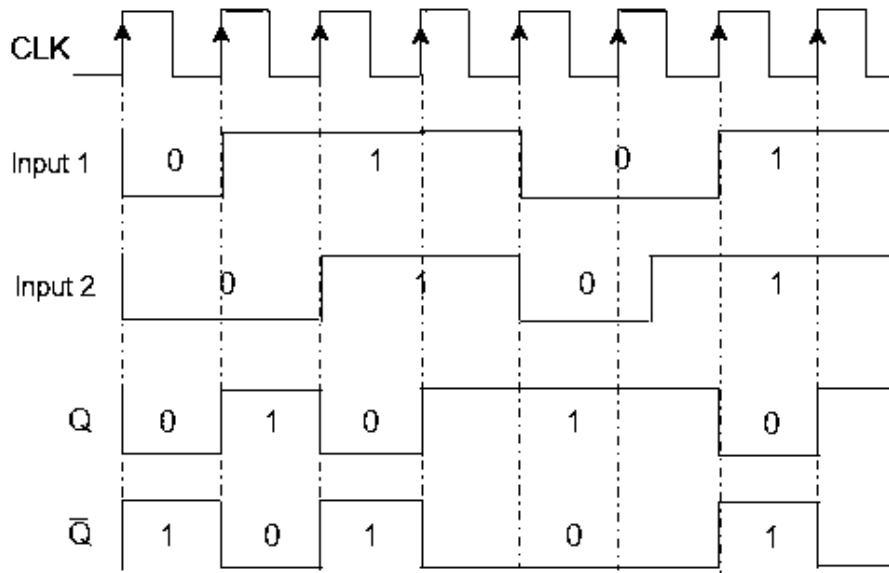 CLK
Input 1 0 1 0 1
Input 2 0 1 0 1
Q 0 1 0 1 0
Q̅ 1 0 1 0 1